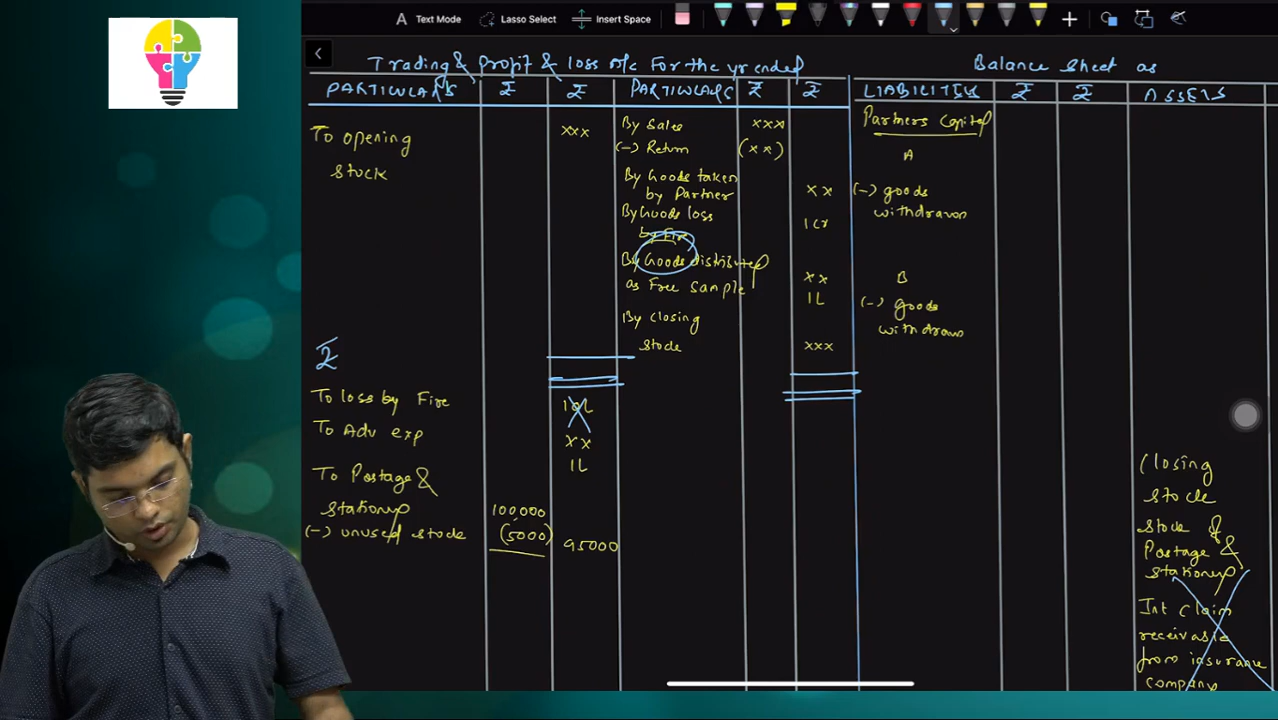 Text Mode
Lasso Select
Insert Space
Trading & profit & loss A/c For the yr ended
Balance sheet as
PARTICULARS ₹ ₹ PARTICULARS ₹ ₹ LIABILITIES ₹ ₹ ASSETS
To opening
stock
xxx
By Sales xxx
(-) Return (xx)
By Goods taken
by Partner xx
By Goods loss
by Fire 1Cr
By Goods distributed
as Free Sample xx
1L
By closing
stock xxx
Partners Capital
A
(-) goods
withdrawn
B
(-) goods
withdrawn
To loss by Fire
To Adv exp xx
1L
To Postage &
stationery 100000
(-) unused stock (5000) 95000
Closing
stock
stock of
Postage &
stationery
Int claim
receivable
from insurance
company